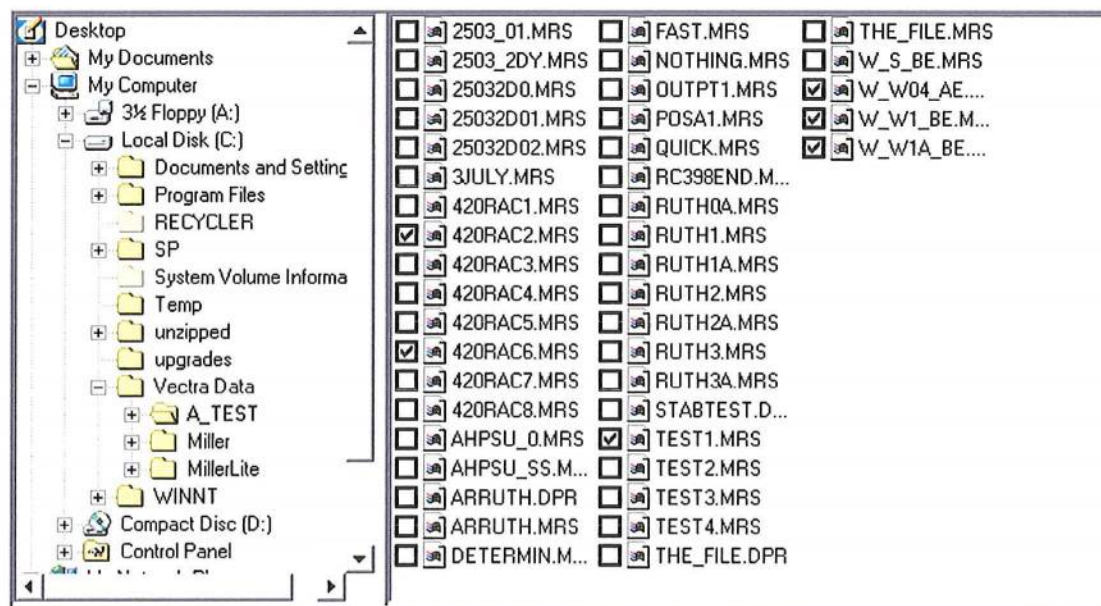 Desktop
My Documents
My Computer
3½ Floppy (A:)
Local Disk (C:)
Documents and Setting
Program Files
RECYCLER
SP
System Volume Informa
Temp
unzipped
upgrades
Vectra Data
A_TEST
Miller
MillerLite
WINNT
Compact Disc (D:)
Control Panel
2503_01.MRS
2503_2DY.MRS
25032D0.MRS
25032D01.MRS
25032D02.MRS
3JULY.MRS
420RAC1.MRS
420RAC2.MRS
420RAC3.MRS
420RAC4.MRS
420RAC5.MRS
420RAC6.MRS
420RAC7.MRS
420RAC8.MRS
AHPSU_0.MRS
AHPSU_SS.M...
ARRUTH.DPR
ARRUTH.MRS
DETERMIN.M...
FAST.MRS
NOTHING.MRS
OUTPT1.MRS
POSA1.MRS
QUICK.MRS
RC398END.M...
RUTH0A.MRS
RUTH1.MRS
RUTH1A.MRS
RUTH2.MRS
RUTH2A.MRS
RUTH3.MRS
RUTH3A.MRS
STABTEST.D...
TEST1.MRS
TEST2.MRS
TEST3.MRS
TEST4.MRS
THE_FILE.DPR
THE_FILE.MRS
W_S_BE.MRS
W_W04_AE....
W_W1_BE.M...
W_W1A_BE....